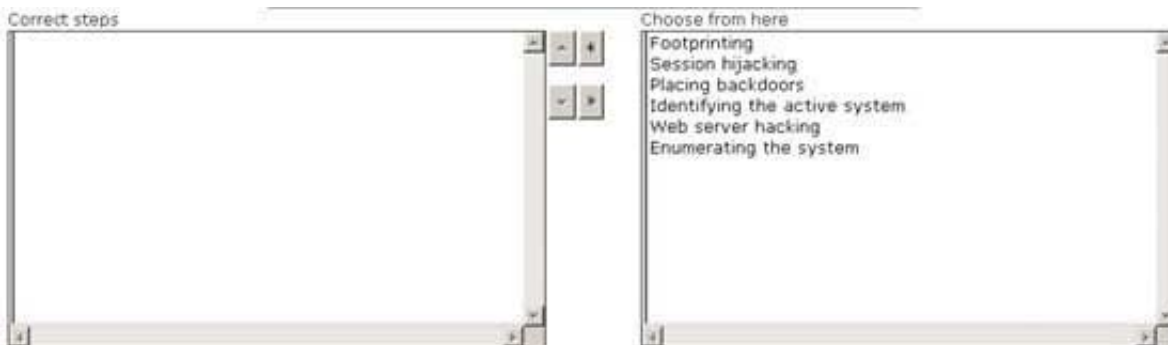 Correct steps
Choose from here
Footprinting
Session hijacking
Placing backdoors
Identifying the active system
Web server hacking
Enumerating the system